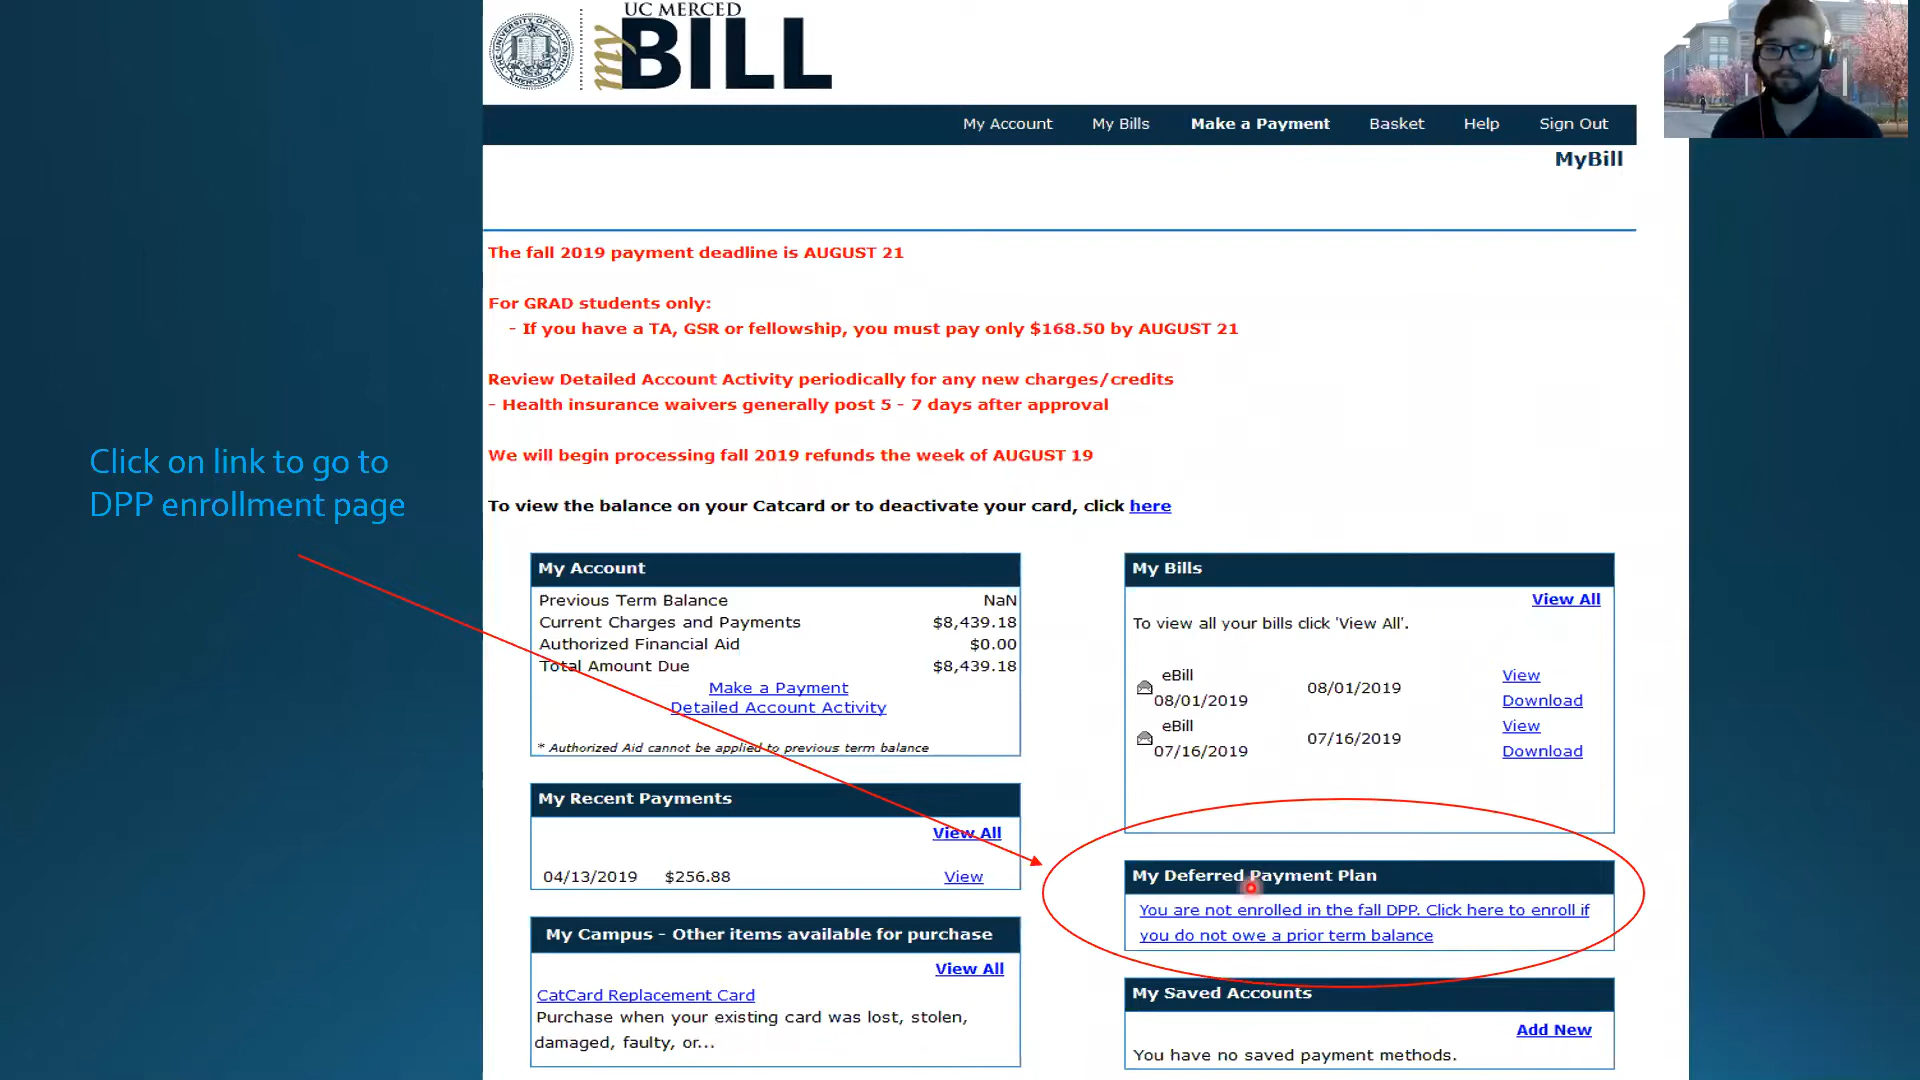 UC MERCED
my BILL
THE UNIVERSITY OF CALIFORNIA MERCED
My Account My Bills Make a Payment Basket Help Sign Out
MyBill
The fall 2019 payment deadline is AUGUST 21
For GRAD students only:
- If you have a TA, GSR or fellowship, you must pay only $168.50 by AUGUST 21
Review Detailed Account Activity periodically for any new charges/credits
- Health insurance waivers generally post 5 - 7 days after approval
We will begin processing fall 2019 refunds the week of AUGUST 19
To view the balance on your Catcard or to deactivate your card, click here
Click on link to go to
DPP enrollment page
My Account
Previous Term Balance NaN
Current Charges and Payments $8,439.18
Authorized Financial Aid $0.00
Total Amount Due $8,439.18
Make a Payment
Detailed Account Activity
* Authorized Aid cannot be applied to previous term balance
My Recent Payments
View All
04/13/2019 $256.88 View
My Campus - Other items available for purchase
View All
CatCard Replacement Card
Purchase when your existing card was lost, stolen,
damaged, faulty, or...
My Bills
View All
To view all your bills click 'View All'.
eBill
08/01/2019 08/01/2019 View
Download
eBill
07/16/2019 07/16/2019 View
Download
My Deferred Payment Plan
You are not enrolled in the fall DPP. Click here to enroll if
you do not owe a prior term balance
My Saved Accounts
Add New
You have no saved payment methods.